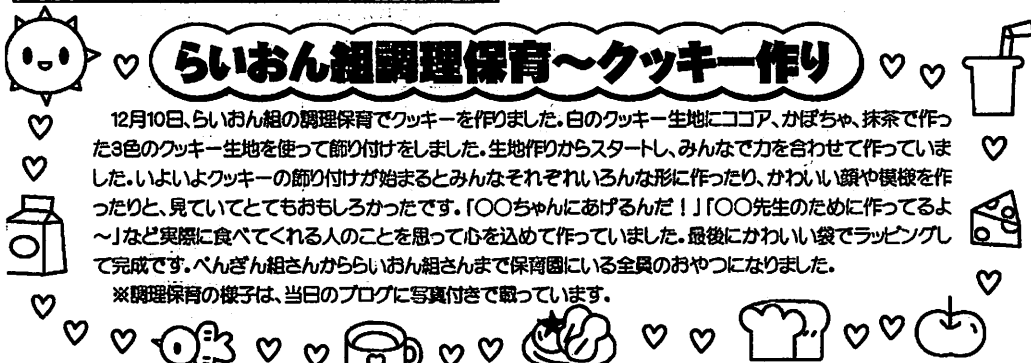 らいおん組調理保育～クッキー作り
12月10日、らいおん組の調理保育でクッキーを作りました。白のクッキー生地にココア、かぼちゃ、抹茶で作っ
た3色のクッキー生地を使って飾り付けをしました。生地作りからスタートし、みんなで力を合わせて作っていま
した。いよいよクッキーの飾り付けが始まるとみんなそれぞれいろんな形に作ったり、かわいい顔や模様を作
ったりと、見ていてとてもおもしろかったです。「〇〇ちゃんにあげるんだ！」「〇〇先生のために作ってるよ
～」など実際に食べてくれる人のことを思って心を込めて作っていました。最後にかわいい袋でラッピングし
て完成です。ぺんぎん組さんかららいおん組さんまで保育園にいる全員のおやつになりました。
※調理保育の様子は、当日のブログに写真付きで載っています。